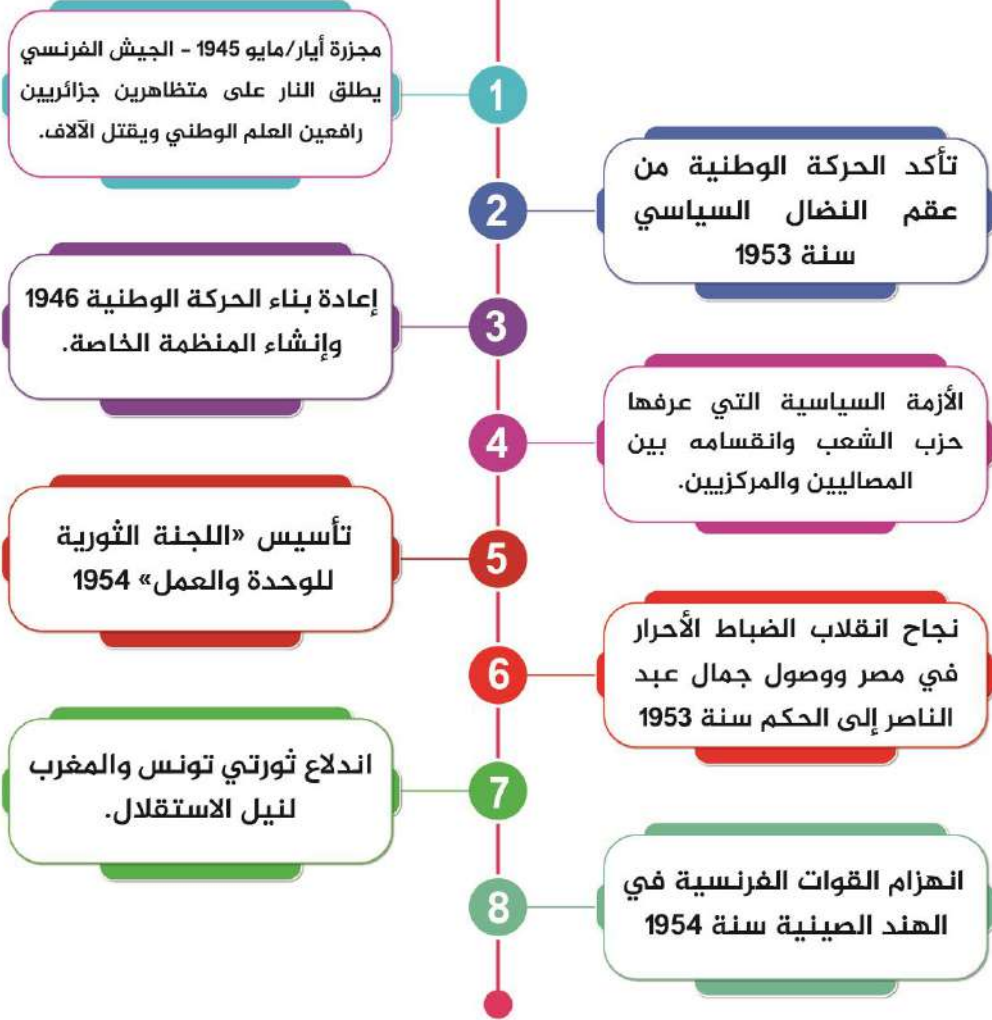 مجزرة أيار/مايو 1945 – الجيش الفرنسي
يطلق النار على متظاهرين جزائريين
رافعين العلم الوطني ويقتل الآلاف.
1
تأكد الحركة الوطنية من
عقم النضال السياسي
سنة 1953
2
إعادة بناء الحركة الوطنية 1946
وإنشاء المنظمة الخاصة.
3
الأزمة السياسية التي عرفها
حزب الشعب وانقسامه بين
المصاليين والمركزيين.
4
تأسيس «اللجنة الثورية
للوحدة والعمل» 1954
5
نجاح انقلاب الضباط الأحرار
في مصر ووصول جمال عبد
الناصر إلى الحكم سنة 1953
6
اندلاع ثورتي تونس والمغرب
لنيل الاستقلال.
7
انهزام القوات الفرنسية في
الهند الصينية سنة 1954
8